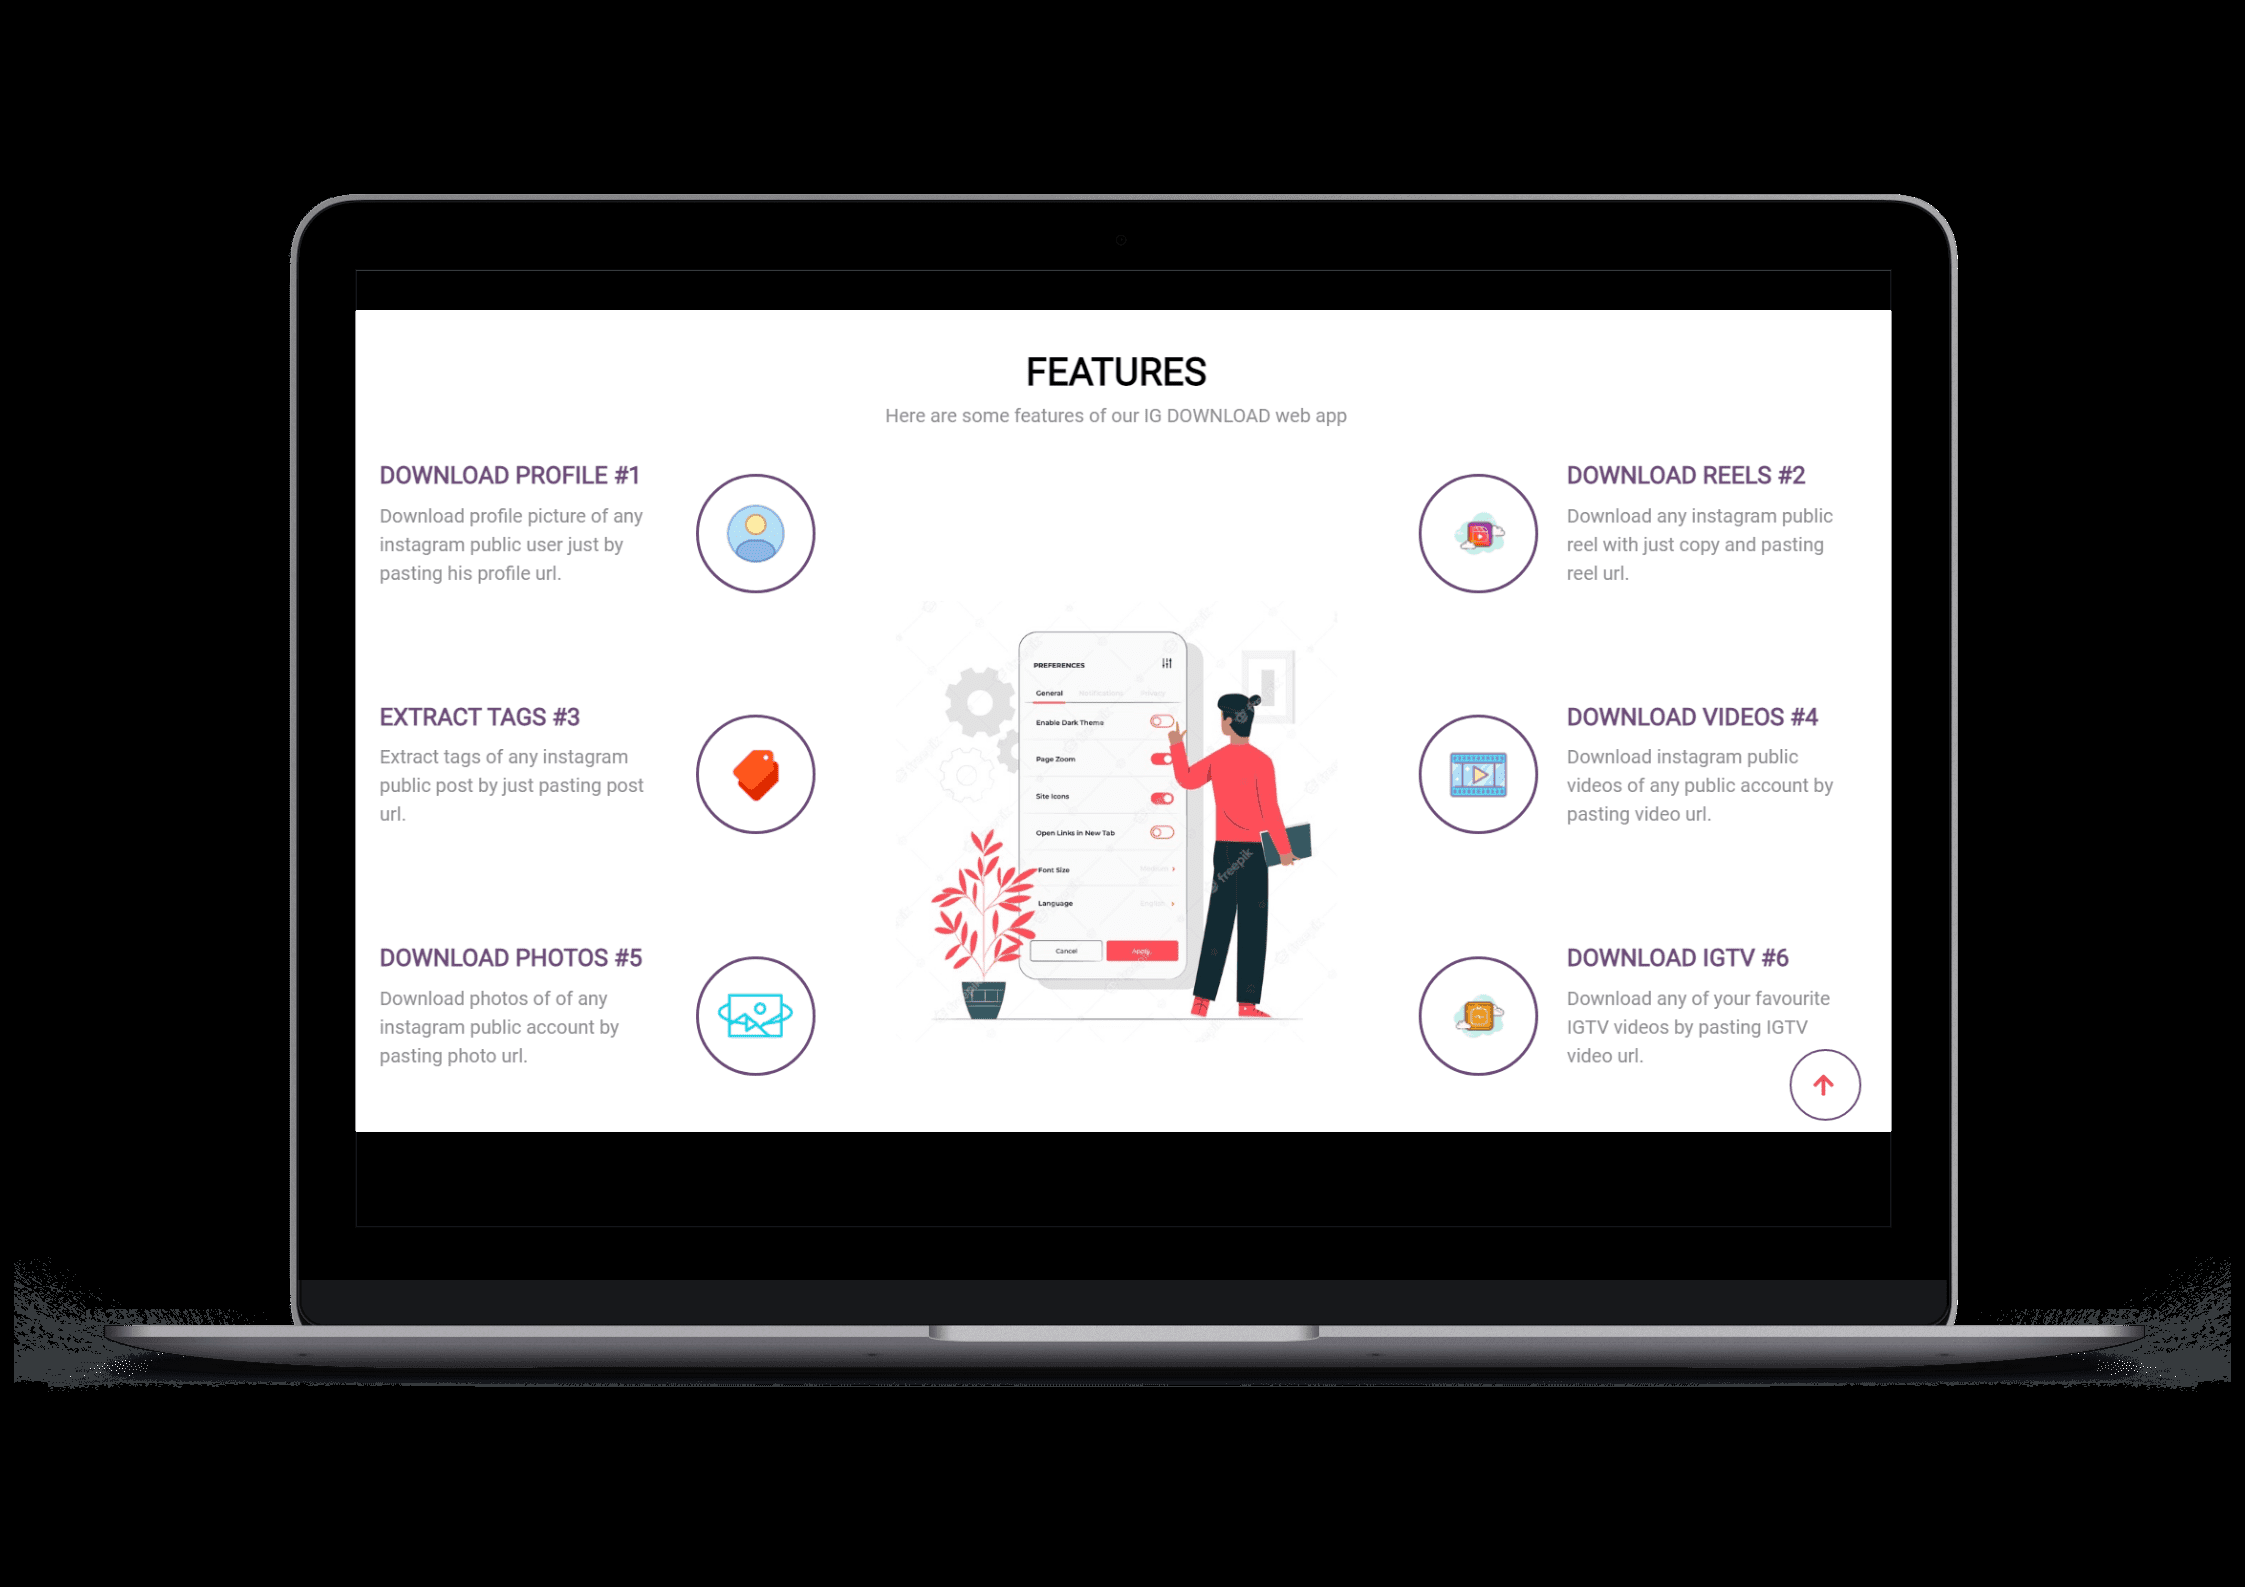 FEATURES
Here are some features of our IG DOWNLOAD web app
DOWNLOAD PROFILE #1
Download profile picture of any
instagram public user just by
pasting his profile url.
DOWNLOAD REELS #2
Download any instagram public
reel with just copy and pasting
reel url.
EXTRACT TAGS #3
Extract tags of any instagram
public post by just pasting post
url.
DOWNLOAD VIDEOS #4
Download instagram public
videos of any public account by
pasting video url.
DOWNLOAD PHOTOS #5
Download photos of of any
instagram public account by
pasting photo url.
DOWNLOAD IGTV #6
Download any of your favourite
IGTV videos by pasting IGTV
video url.
PREFERENCES
General Notifications Privacy
Enable Dark Theme
Page Zoom
Site Icons
Open Links in New Tab
Font Size Medium
Language English
Cancel Apply
freepik